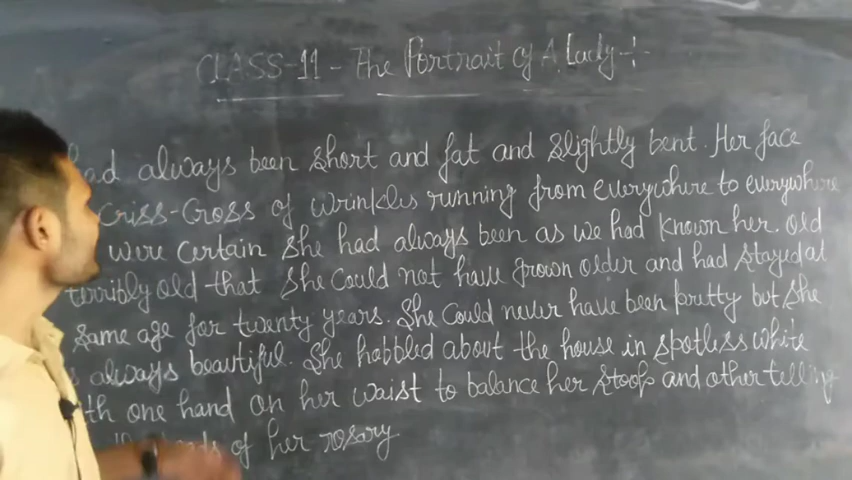 CLASS-11 - The Portrait of A Lady -:-
had always been short and fat and slightly bent. Her face
criss-cross of wrinkles running from everywhere to everywhere
were certain she had always been as we had known her. Old
terribly old that she could not have grown older and had stayed at
same age for twenty years. She could never have been pretty but she
always beautiful. She hobbled about the house in spotless white
one hand on her waist to balance her stoop and other telling
of her rosary.